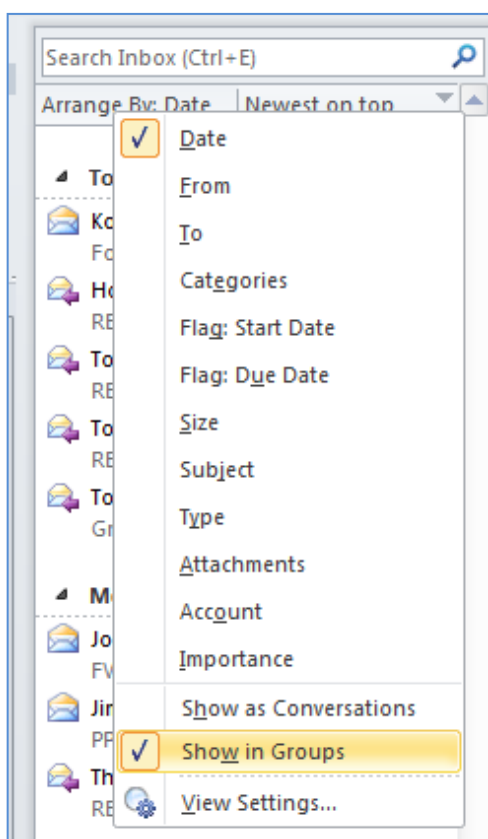 Search Inbox (Ctrl+E)
Arrange By: Date Newest on top
Date
From
To
Categories
Flag: Start Date
Flag: Due Date
Size
Subject
Type
Attachments
Account
Importance
Show as Conversations
Show in Groups
View Settings...